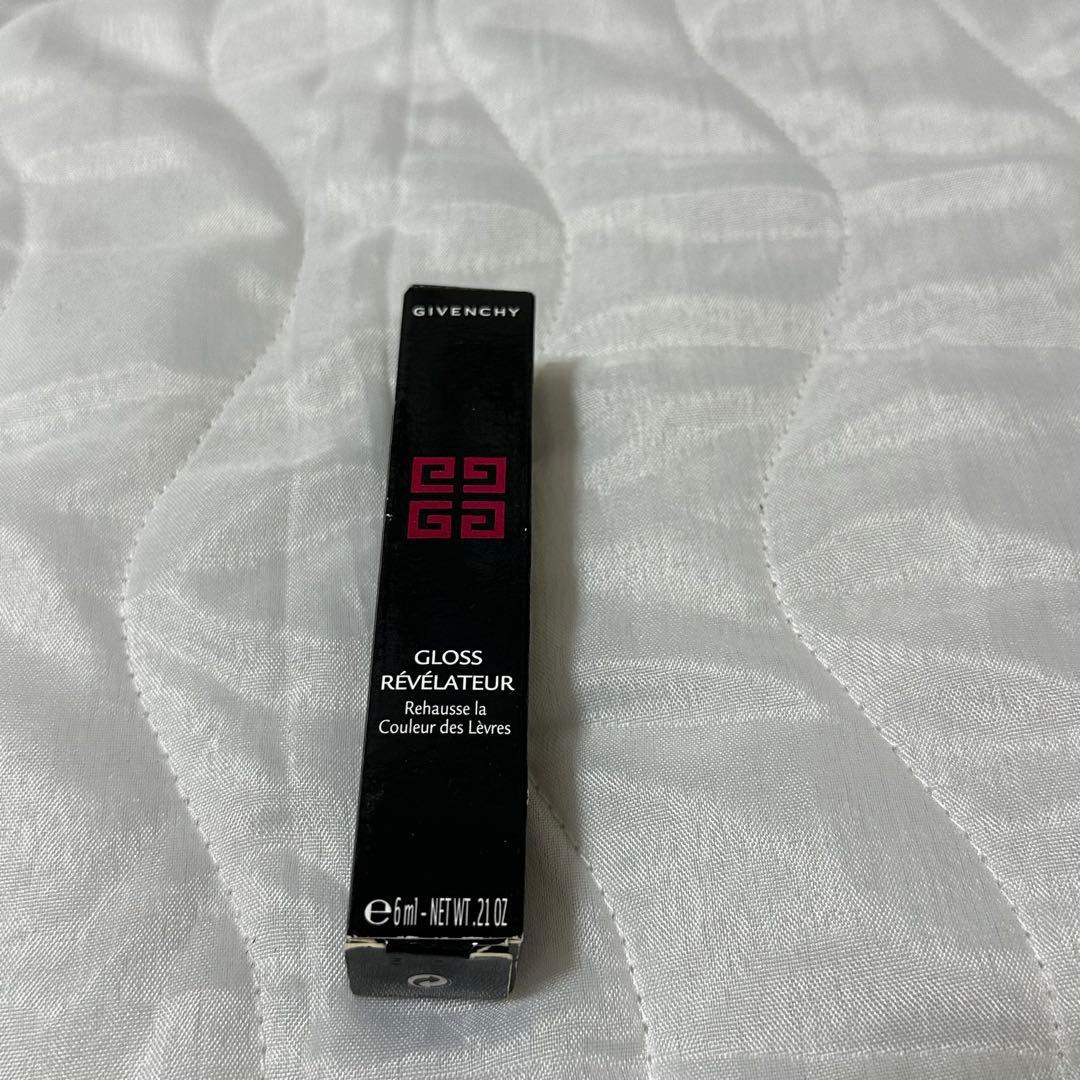 GIVENCHY
GLOSS
RÉVÉLATEUR
Rehausse la
Couleur des Lèvres
e 6 ml - NET WT .21 OZ